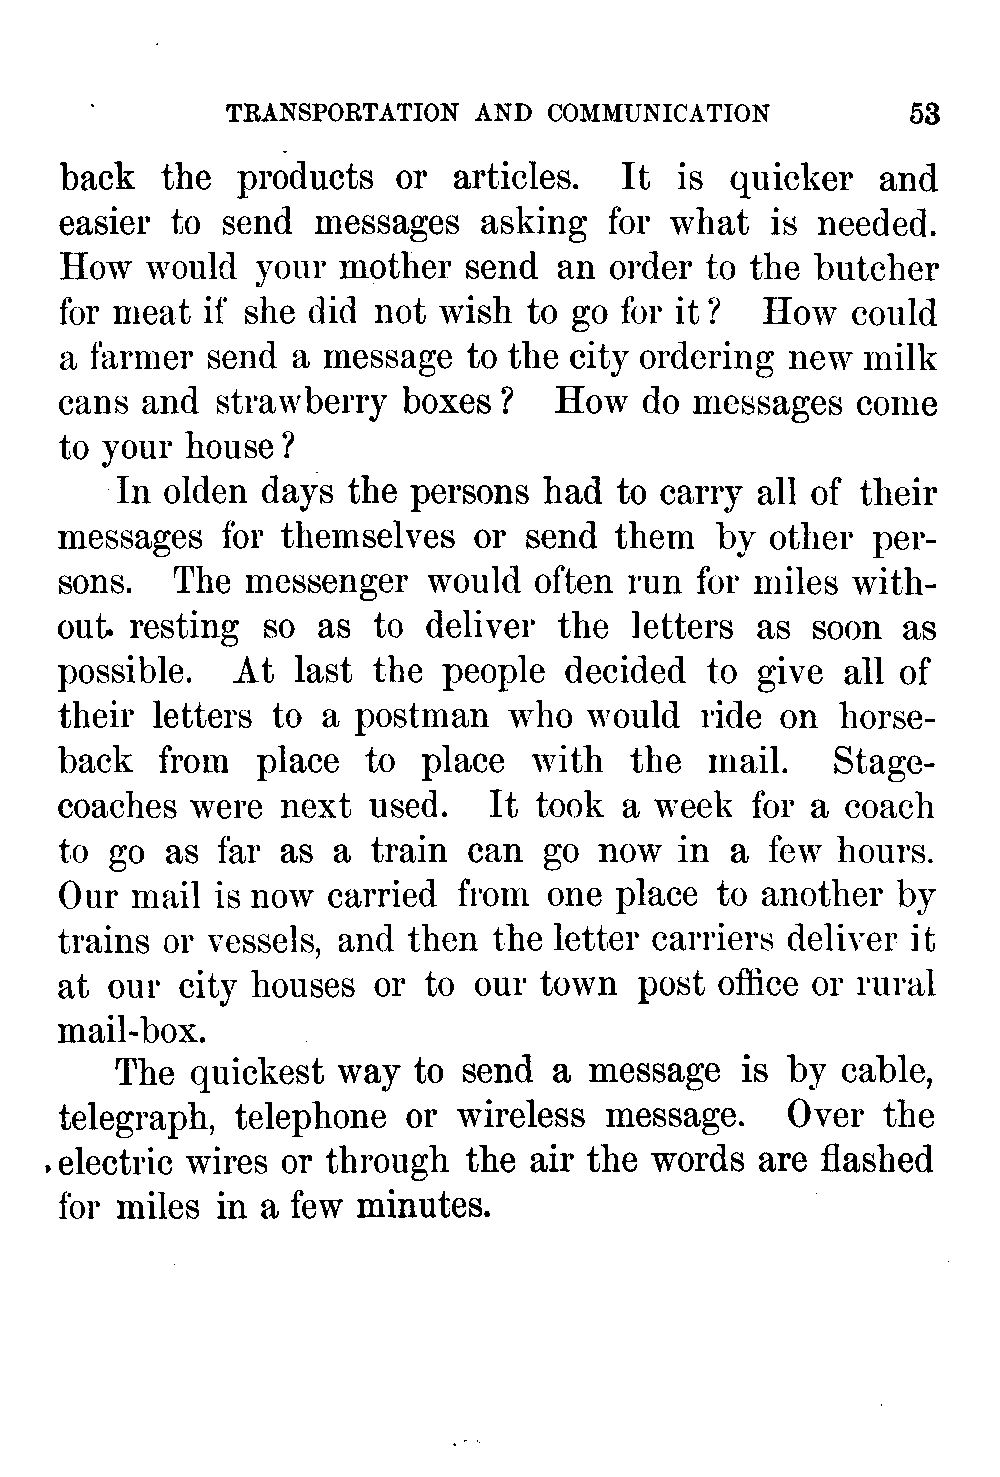 TRANSPORTATION AND COMMUNICATION 53
back the products or articles. It is quicker and
easier to send messages asking for what is needed.
How would your mother send an order to the butcher
for meat if she did not wish to go for it? How could
a farmer send a message to the city ordering new milk
cans and strawberry boxes? How do messages come
to your house?
In olden days the persons had to carry all of their
messages for themselves or send them by other per-
sons. The messenger would often run for miles with-
out resting so as to deliver the letters as soon as
possible. At last the people decided to give all of
their letters to a postman who would ride on horse-
back from place to place with the mail. Stage-
coaches were next used. It took a week for a coach
to go as far as a train can go now in a few hours.
Our mail is now carried from one place to another by
trains or vessels, and then the letter carriers deliver it
at our city houses or to our town post office or rural
mail-box.
The quickest way to send a message is by cable,
telegraph, telephone or wireless message. Over the
electric wires or through the air the words are flashed
for miles in a few minutes.